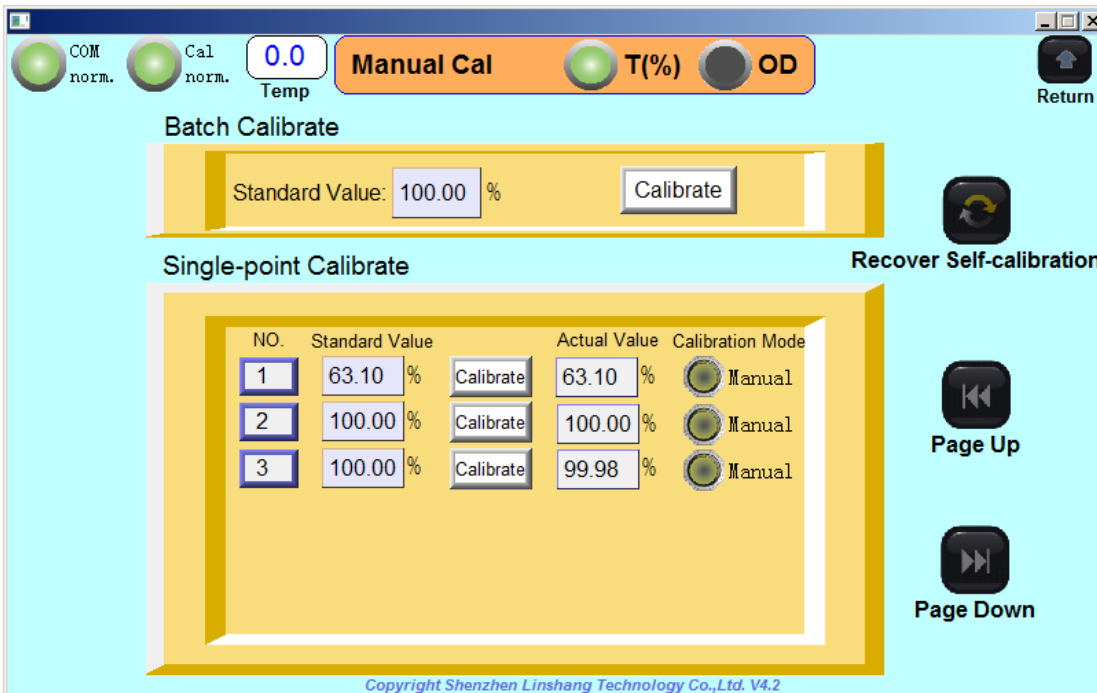 COM norm.
Cal norm.
0.0
Temp
Manual Cal
T(%)
OD
Return
Batch Calibrate
Standard Value: 100.00 %
Calibrate
Recover Self-calibration
Single-point Calibrate
NO. Standard Value Actual Value Calibration Mode
1 63.10 % Calibrate 63.10 % Manual
2 100.00 % Calibrate 100.00 % Manual
3 100.00 % Calibrate 99.98 % Manual
Page Up
Page Down
Copyright Shenzhen Linshang Technology Co.,Ltd. V4.2